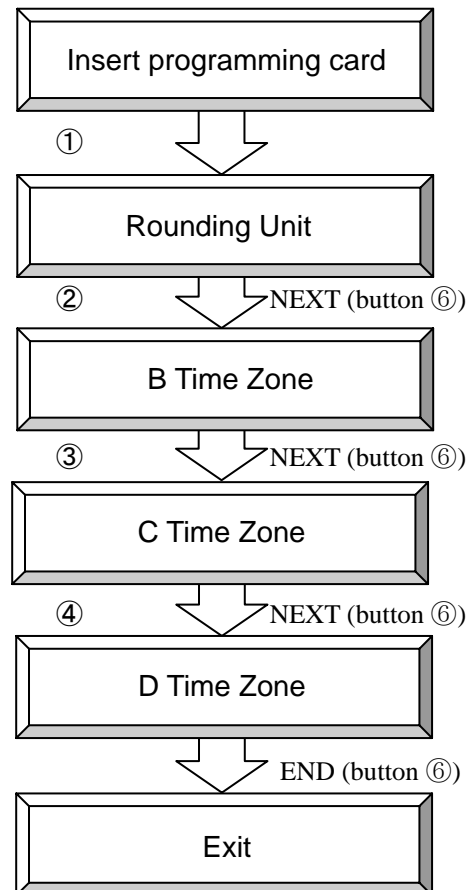 Insert programming card
①
Rounding Unit
② NEXT (button ⑥)
B Time Zone
③ NEXT (button ⑥)
C Time Zone
④ NEXT (button ⑥)
D Time Zone
END (button ⑥)
Exit